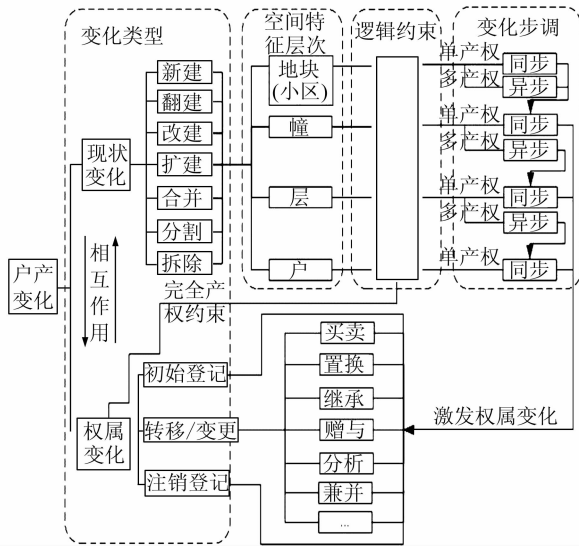 变化类型
空间特
征层次
逻辑约束
变化步调
新建
翻建
改建
扩建
合并
分割
拆除
地块
(小区)
幢
层
户
单产权
多产权
同步
异步
单产权
多产权
同步
异步
单产权
多产权
同步
异步
单产权
同步
现状
变化
户产
变化
相互作用
完全产
权约束
权属
变化
初始登记
转移/变更
注销登记
买卖
置换
继承
赠与
分析
兼并
...
激发权属变化